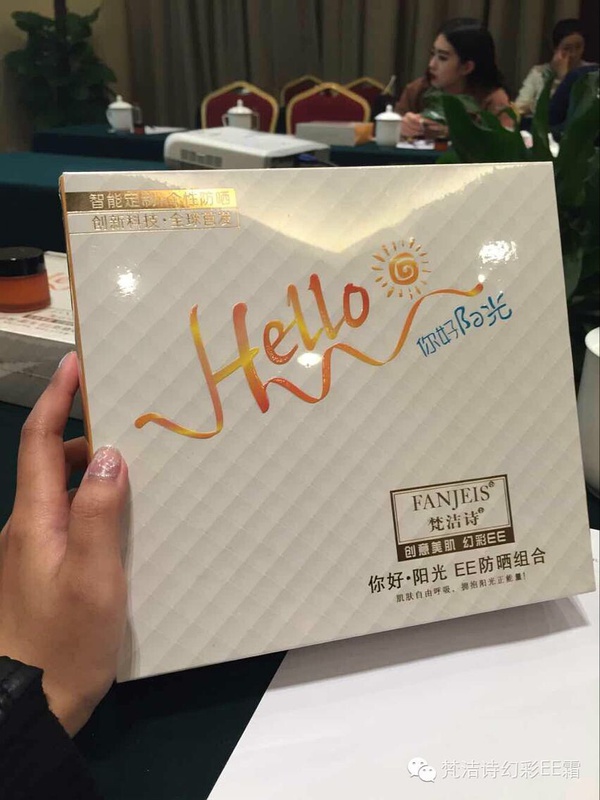 智能定制·个性防晒
创新科技·全球首发
Hello
你好阳光
FANJEIS®
梵洁诗®
创意美肌 幻彩EE
你好·阳光 EE防晒组合
肌肤自由呼吸，拥抱阳光正能量！
梵洁诗幻彩EE霜